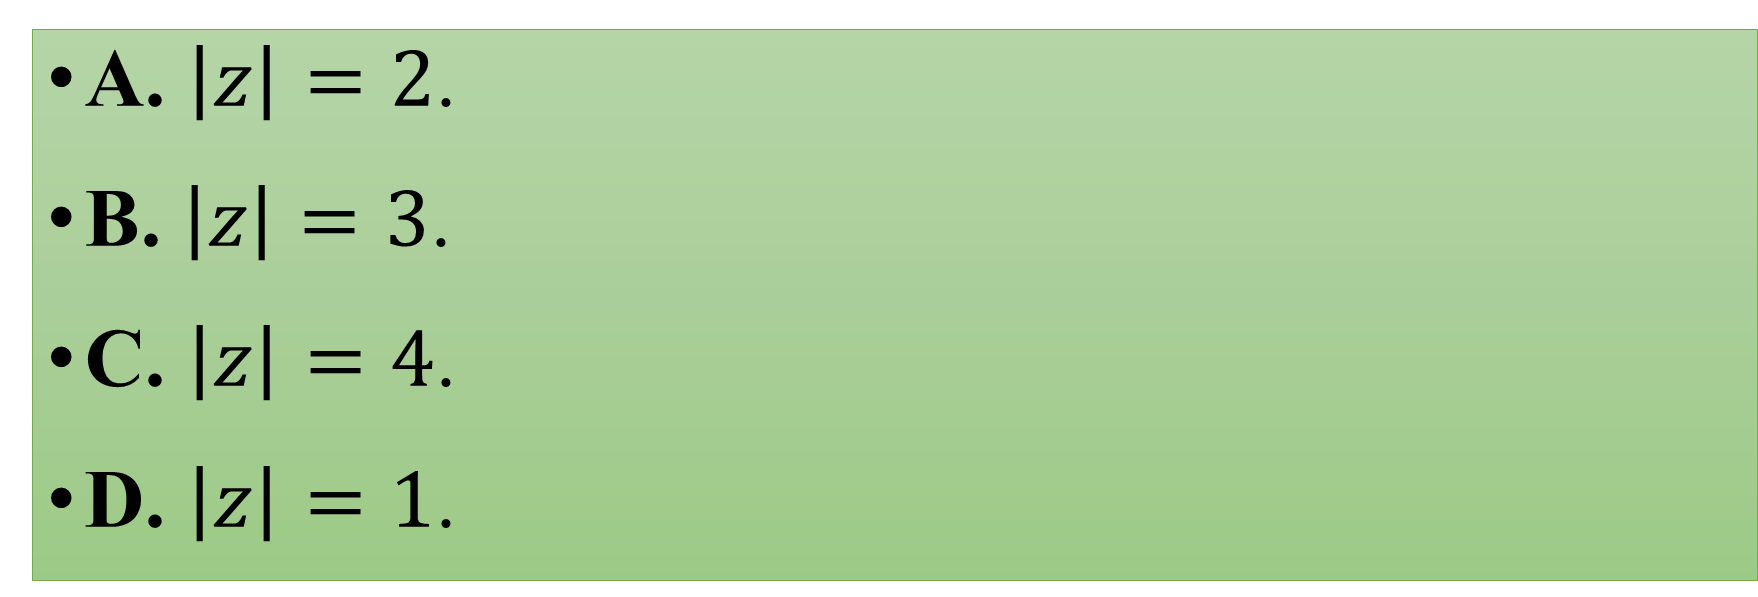 • A. |z| = 2.
• B. |z| = 3.
• C. |z| = 4.
• D. |z| = 1.